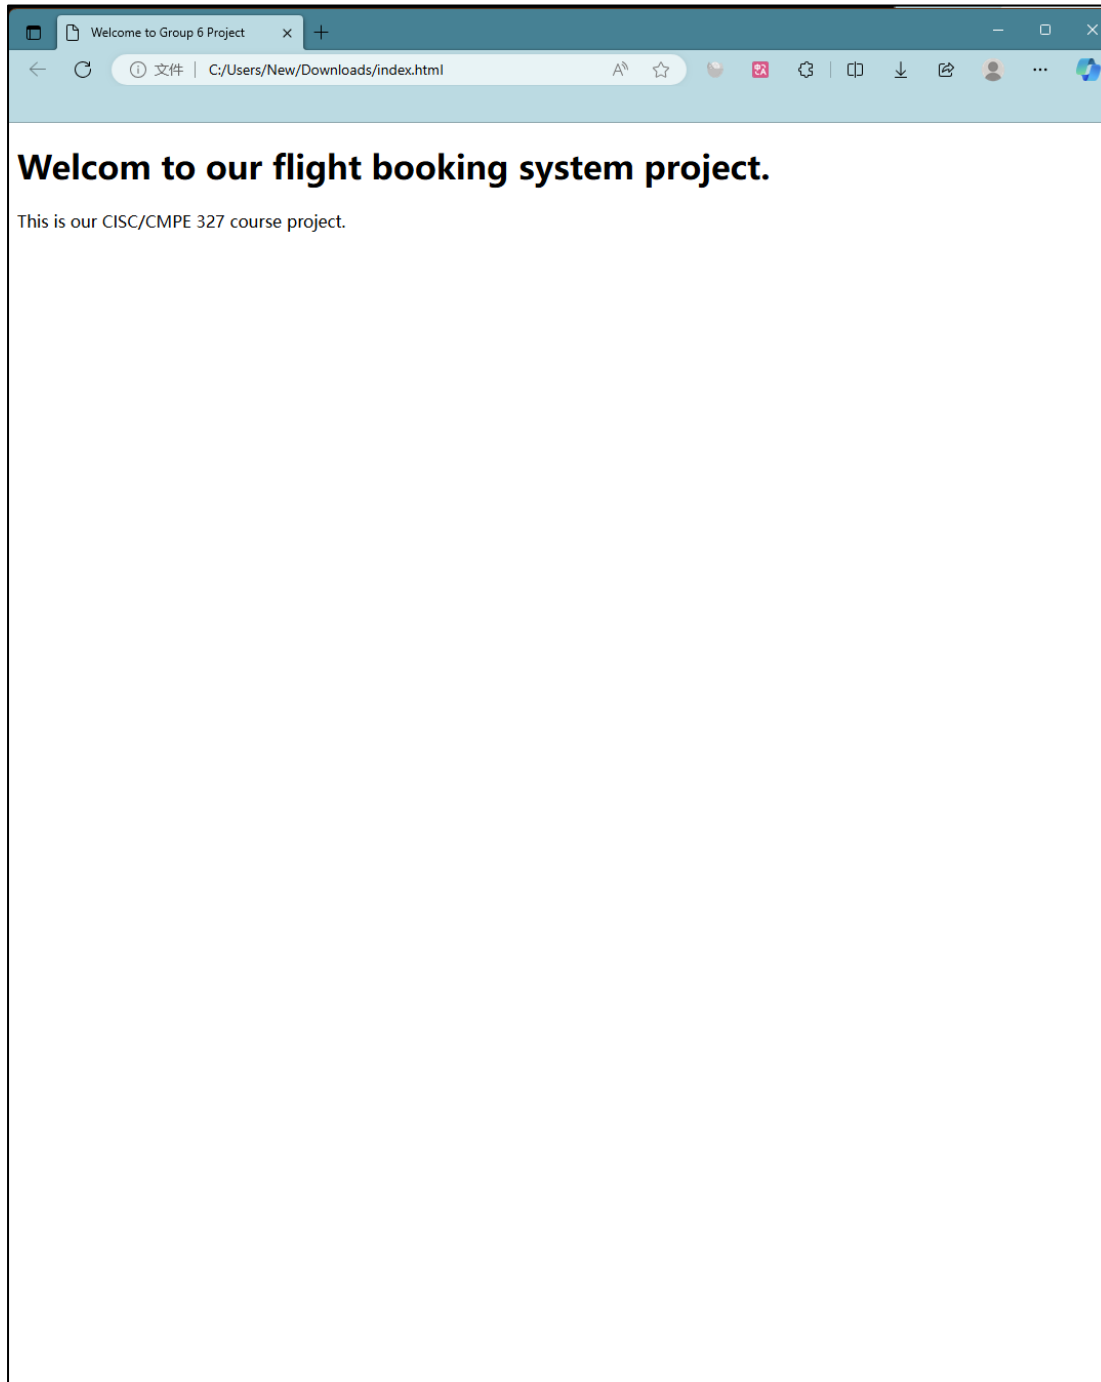 Welcome to Group 6 Project
文件 C:/Users/New/Downloads/index.html
Welcom to our flight booking system project.
This is our CISC/CMPE 327 course project.